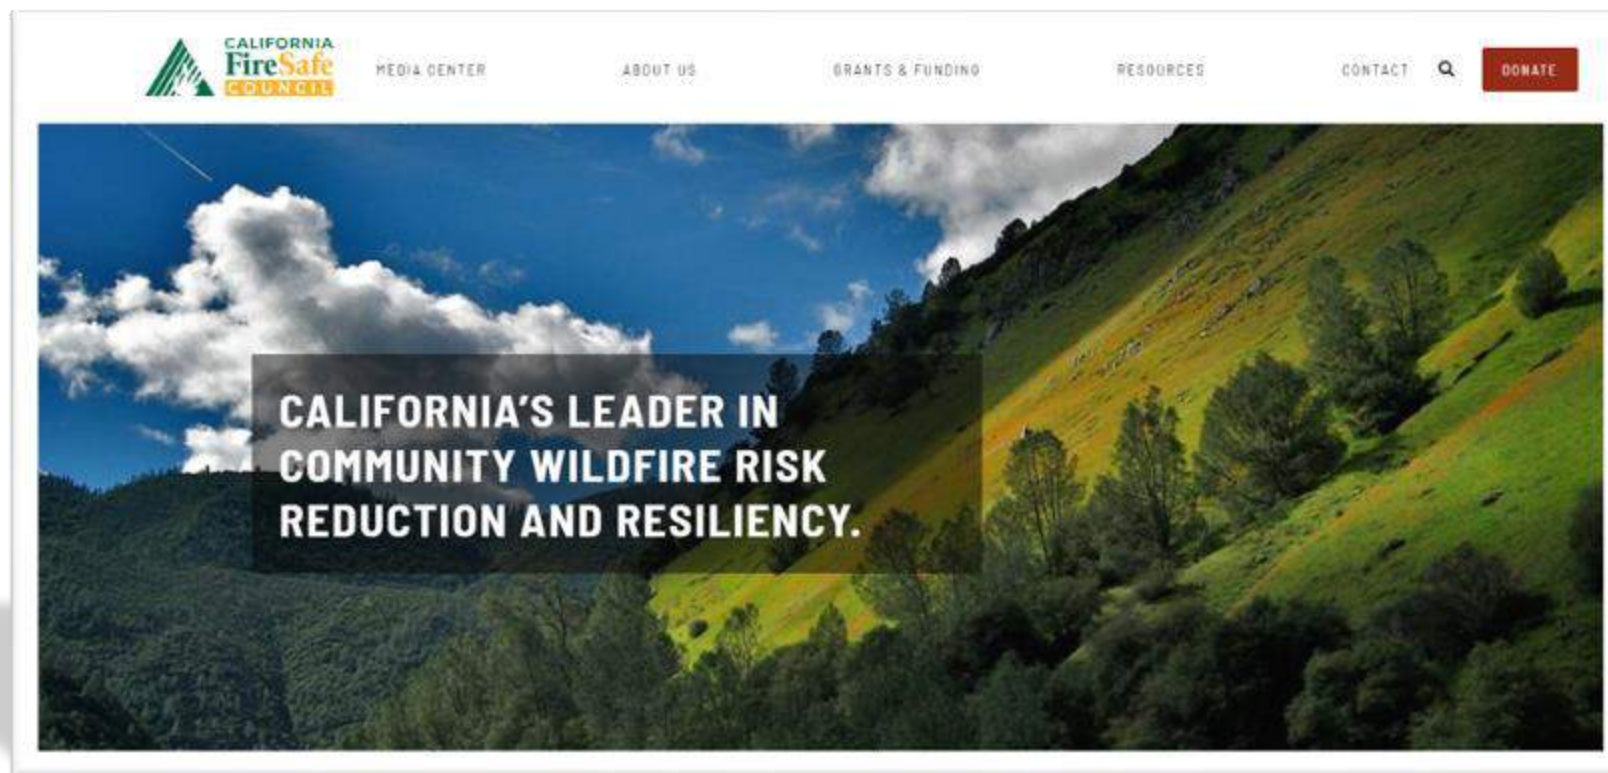 CALIFORNIA
FireSafe
COUNCIL
MEDIA CENTER
ABOUT US
GRANTS & FUNDING
RESOURCES
CONTACT
DONATE
CALIFORNIA'S LEADER IN
COMMUNITY WILDFIRE RISK
REDUCTION AND RESILIENCY.